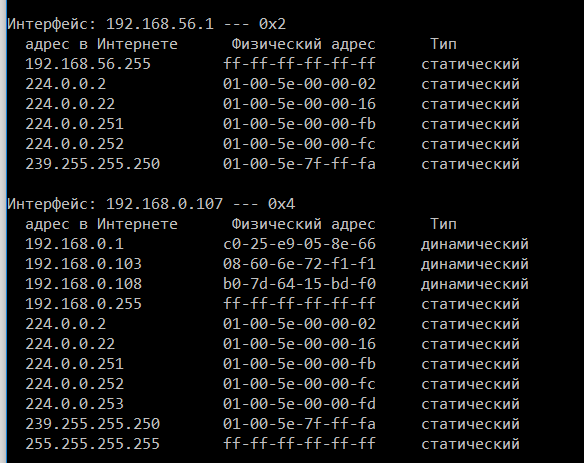 Интерфейс: 192.168.56.1 --- 0x2
адрес в Интернете Физический адрес Тип
192.168.56.255 ff-ff-ff-ff-ff-ff статический
224.0.0.2 01-00-5e-00-00-02 статический
224.0.0.22 01-00-5e-00-00-16 статический
224.0.0.251 01-00-5e-00-00-fb статический
224.0.0.252 01-00-5e-00-00-fc статический
239.255.255.250 01-00-5e-7f-ff-fa статический
Интерфейс: 192.168.0.107 --- 0x4
адрес в Интернете Физический адрес Тип
192.168.0.1 c0-25-e9-05-8e-66 динамический
192.168.0.103 08-60-6e-72-f1-f1 динамический
192.168.0.108 b0-7d-64-15-bd-f0 динамический
192.168.0.255 ff-ff-ff-ff-ff-ff статический
224.0.0.2 01-00-5e-00-00-02 статический
224.0.0.22 01-00-5e-00-00-16 статический
224.0.0.251 01-00-5e-00-00-fb статический
224.0.0.252 01-00-5e-00-00-fc статический
224.0.0.253 01-00-5e-00-00-fd статический
239.255.255.250 01-00-5e-7f-ff-fa статический
255.255.255.255 ff-ff-ff-ff-ff-ff статический